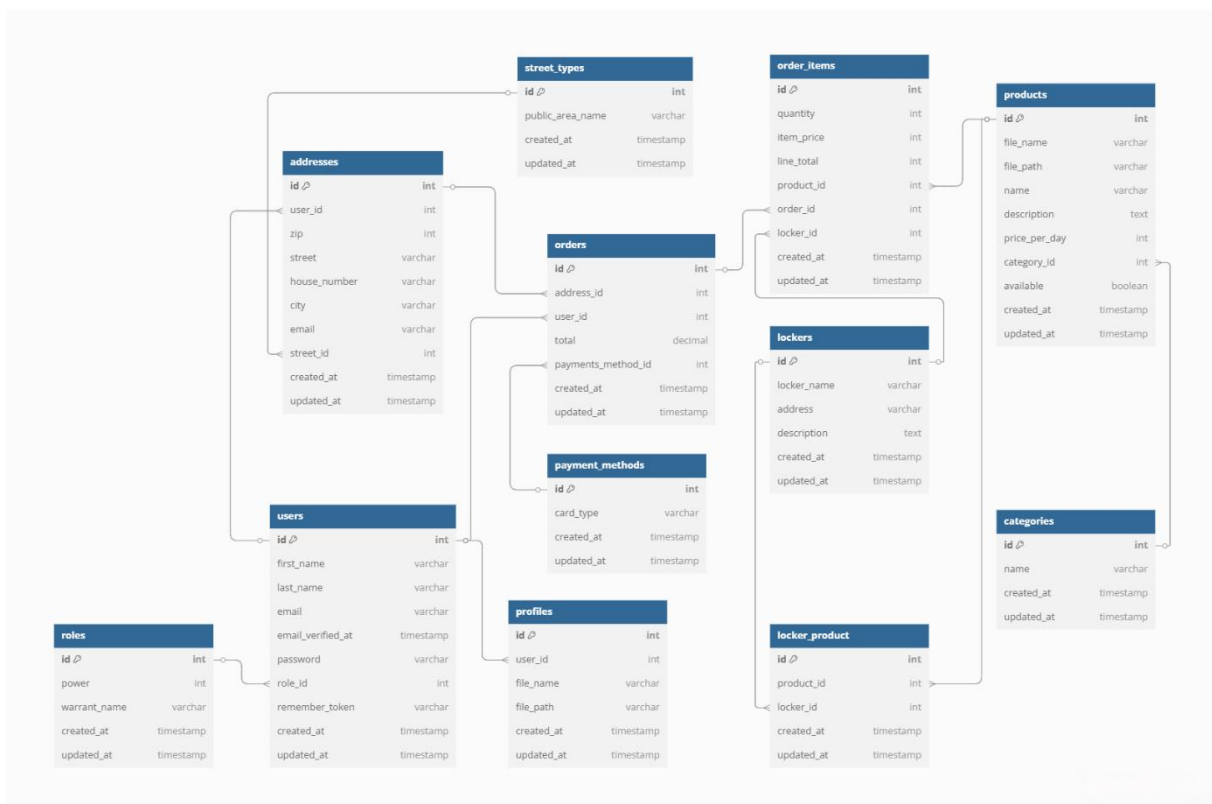 street_types
id int
public_area_name varchar
created_at timestamp
updated_at timestamp
order_items
id int
quantity int
item_price int
line_total int
product_id int
order_id int
locker_id int
created_at timestamp
updated_at timestamp
products
id int
file_name varchar
file_path varchar
name varchar
description text
price_per_day int
category_id int
available boolean
created_at timestamp
updated_at timestamp
addresses
id int
user_id int
zip int
street varchar
house_number varchar
city varchar
email varchar
street_id int
created_at timestamp
updated_at timestamp
orders
id int
address_id int
user_id int
total decimal
payments_method_id int
created_at timestamp
updated_at timestamp
lockers
id int
locker_name varchar
address varchar
description text
created_at timestamp
updated_at timestamp
payment_methods
id int
card_type varchar
created_at timestamp
updated_at timestamp
users
id int
first_name varchar
last_name varchar
email varchar
email_verified_at timestamp
password varchar
role_id int
remember_token varchar
created_at timestamp
updated_at timestamp
categories
id int
name varchar
created_at timestamp
updated_at timestamp
profiles
id int
user_id int
file_name varchar
file_path varchar
created_at timestamp
updated_at timestamp
roles
id int
power int
warrant_name varchar
created_at timestamp
updated_at timestamp
locker_product
id int
product_id int
locker_id int
created_at timestamp
updated_at timestamp